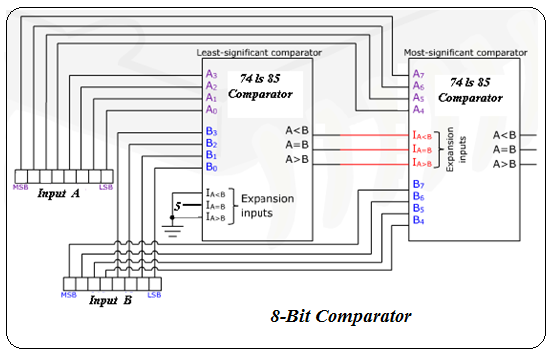 Least-significant comparator
Most-significant comparator
A3
A2
A1
A0
74 ls 85
Comparator
B3
B2
B1
B0
A<B
A=B
A>B
IA<B
IA=B
IA>B
Expansion
inputs
5
A7
A6
A5
A4
74 ls 85
Comparator
IA<B
IA=B
IA>B
Expansion
inputs
A<B
A=B
A>B
B7
B6
B5
B4
MSB
Input A
LSB
MSB
Input B
LSB
8-Bit Comparator